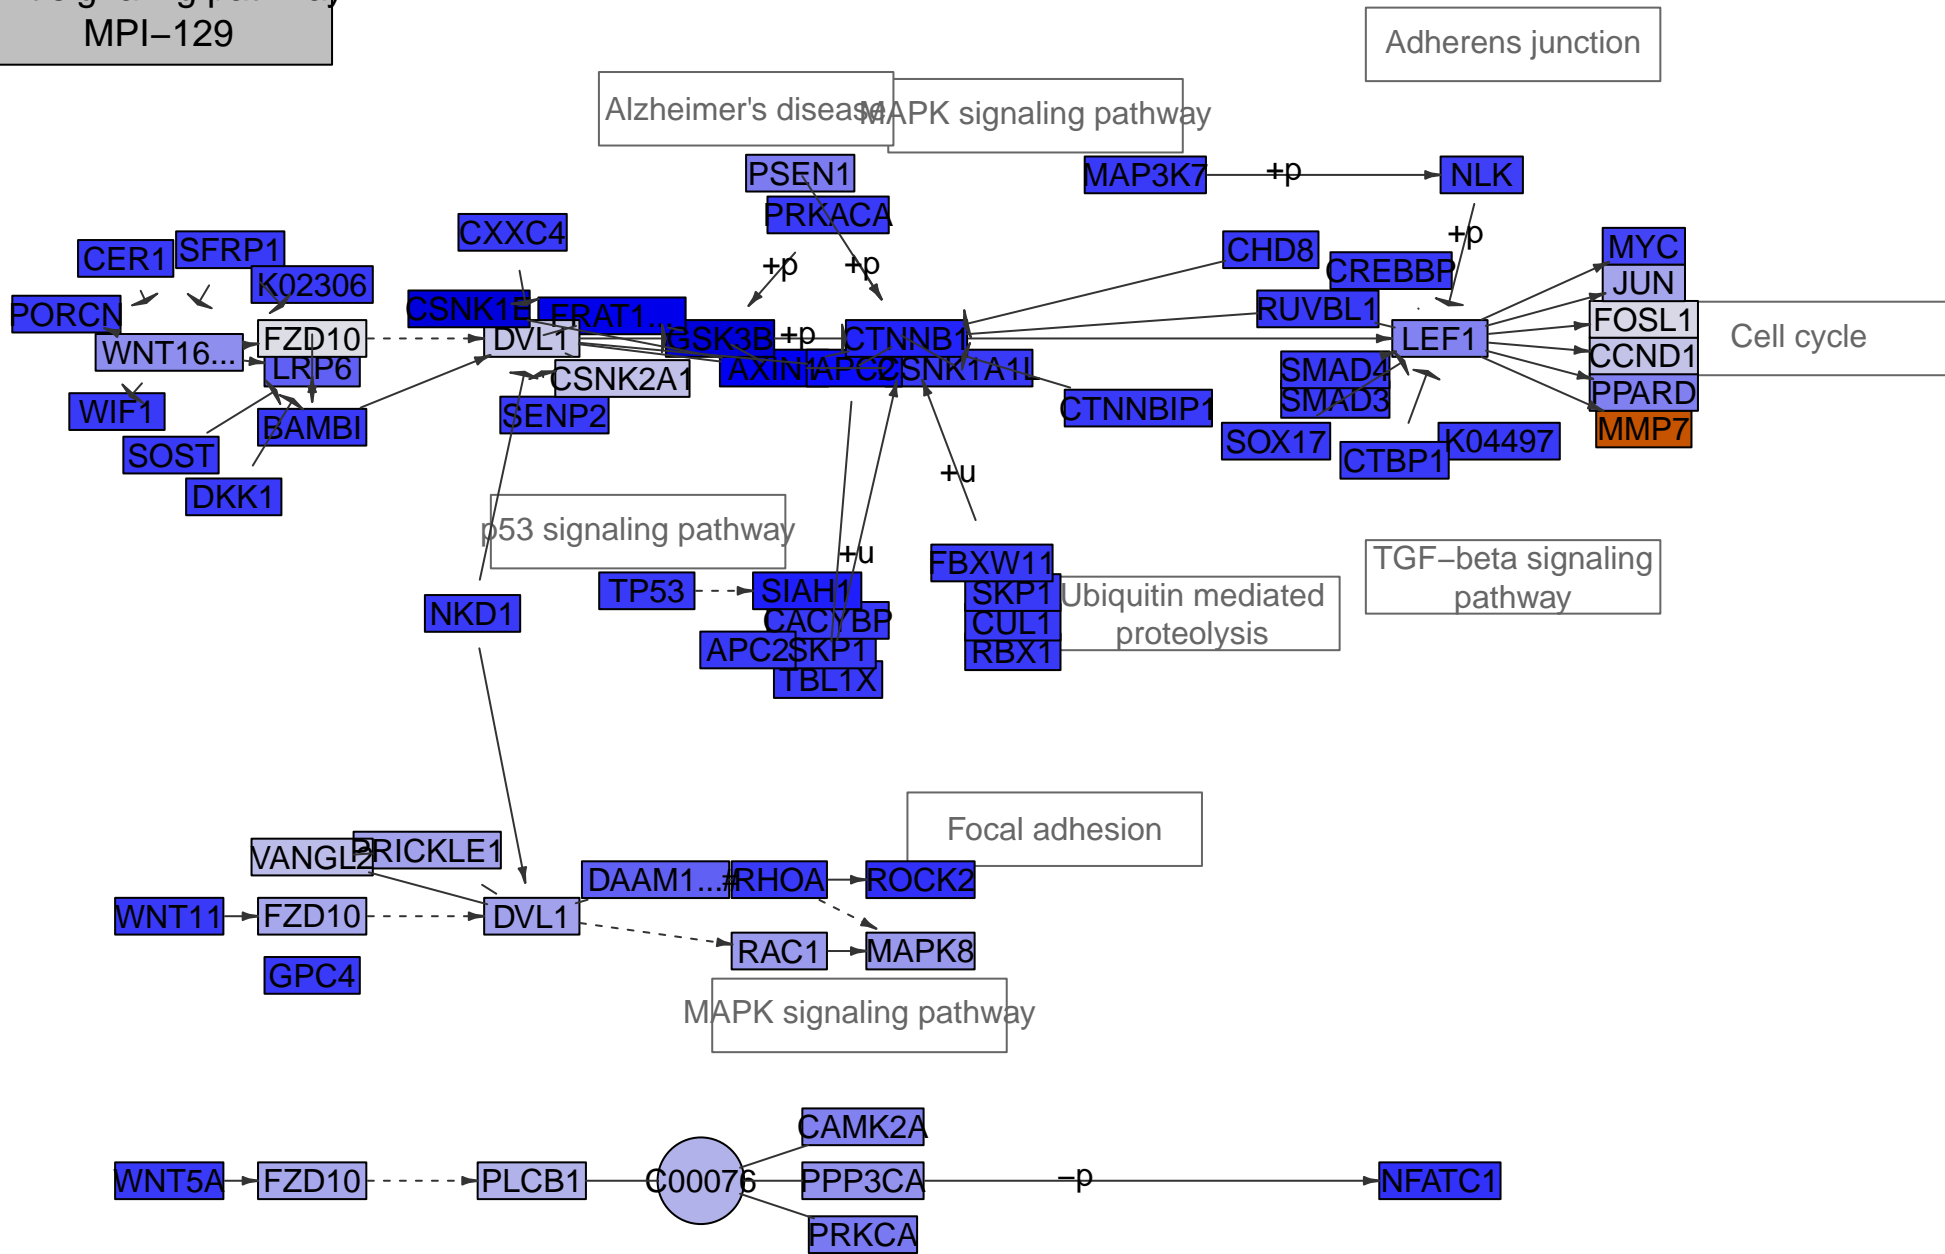 MPI–129
Adherens junction
Alzheimer's disease
MAPK signaling pathway
PSEN1
MAP3K7
+p
NLK
PRKACA
CXXC4
CER1
SFRP1
K02306
+p
+p
+p
CHD8
CREBBP
MYC
JUN
PORCN
CSNK1E
FRAT1...
RUVBL1
FOSL1
WNT16...
FZD10
DVL1
GSK3B
+p
CTNNB1
LEF1
CCND1
Cell cycle
LRP6
CSNK2A1
AXIN1
APC2
CSNK1A1L
SMAD4
PPARD
WIF1
BAMBI
SENP2
CTNNBIP1
SMAD3
MMP7
SOST
SOX17
CTBP1
K04497
DKK1
+u
p53 signaling pathway
+u
FBXW11
TGF–beta signaling
pathway
TP53
SIAH1
SKP1
Ubiquitin mediated
proteolysis
NKD1
CACYBP
CUL1
APC2
SKP1
RBX1
TBL1X
Focal adhesion
VANGL2
PRICKLE1
DAAM1...
RHOA
ROCK2
WNT11
FZD10
DVL1
RAC1
MAPK8
GPC4
MAPK signaling pathway
CAMK2A
WNT5A
FZD10
PLCB1
C00076
PPP3CA
–p
NFATC1
PRKCA